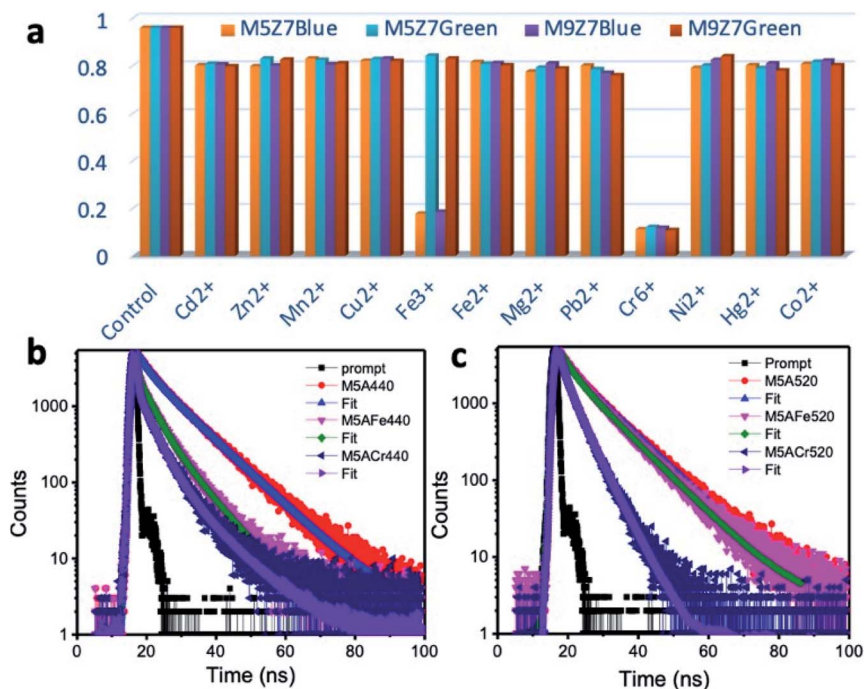 a
M5Z7Blue M5Z7Green M9Z7Blue M9Z7Green
1
0.8
0.6
0.4
0.2
0
Control Cd2+ Zn2+ Mn2+ Cu2+ Fe3+ Fe2+ Mg2+ Pb2+ Cr6+ Ni2+ Hg2+ Co2+
b
prompt
M5A440
Fit
M5AFe440
Fit
M5ACr440
Fit
Counts
1000
100
10
1
0 20 40 60 80 100
Time (ns)
c
Prompt
M5A520
Fit
M5AFe520
Fit
M5ACr520
Fit
Counts
1000
100
10
1
0 20 40 60 80 100
Time (ns)